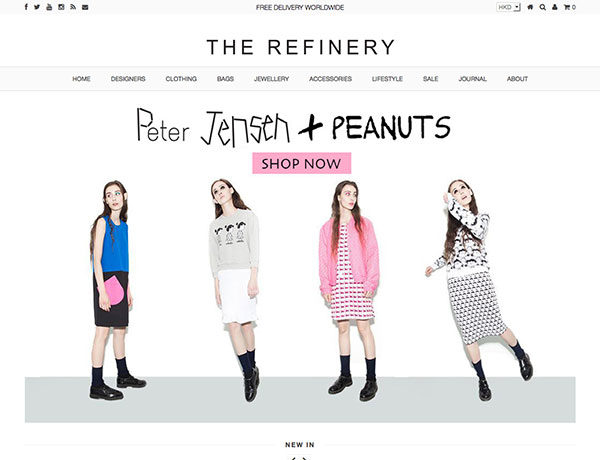 FREE DELIVERY WORLDWIDE
HKD
0
THE REFINERY
HOME DESIGNERS CLOTHING BAGS JEWELLERY ACCESSORIES LIFESTYLE SALE JOURNAL ABOUT
Peter Jensen + PEANUTS
SHOP NOW
NEW IN